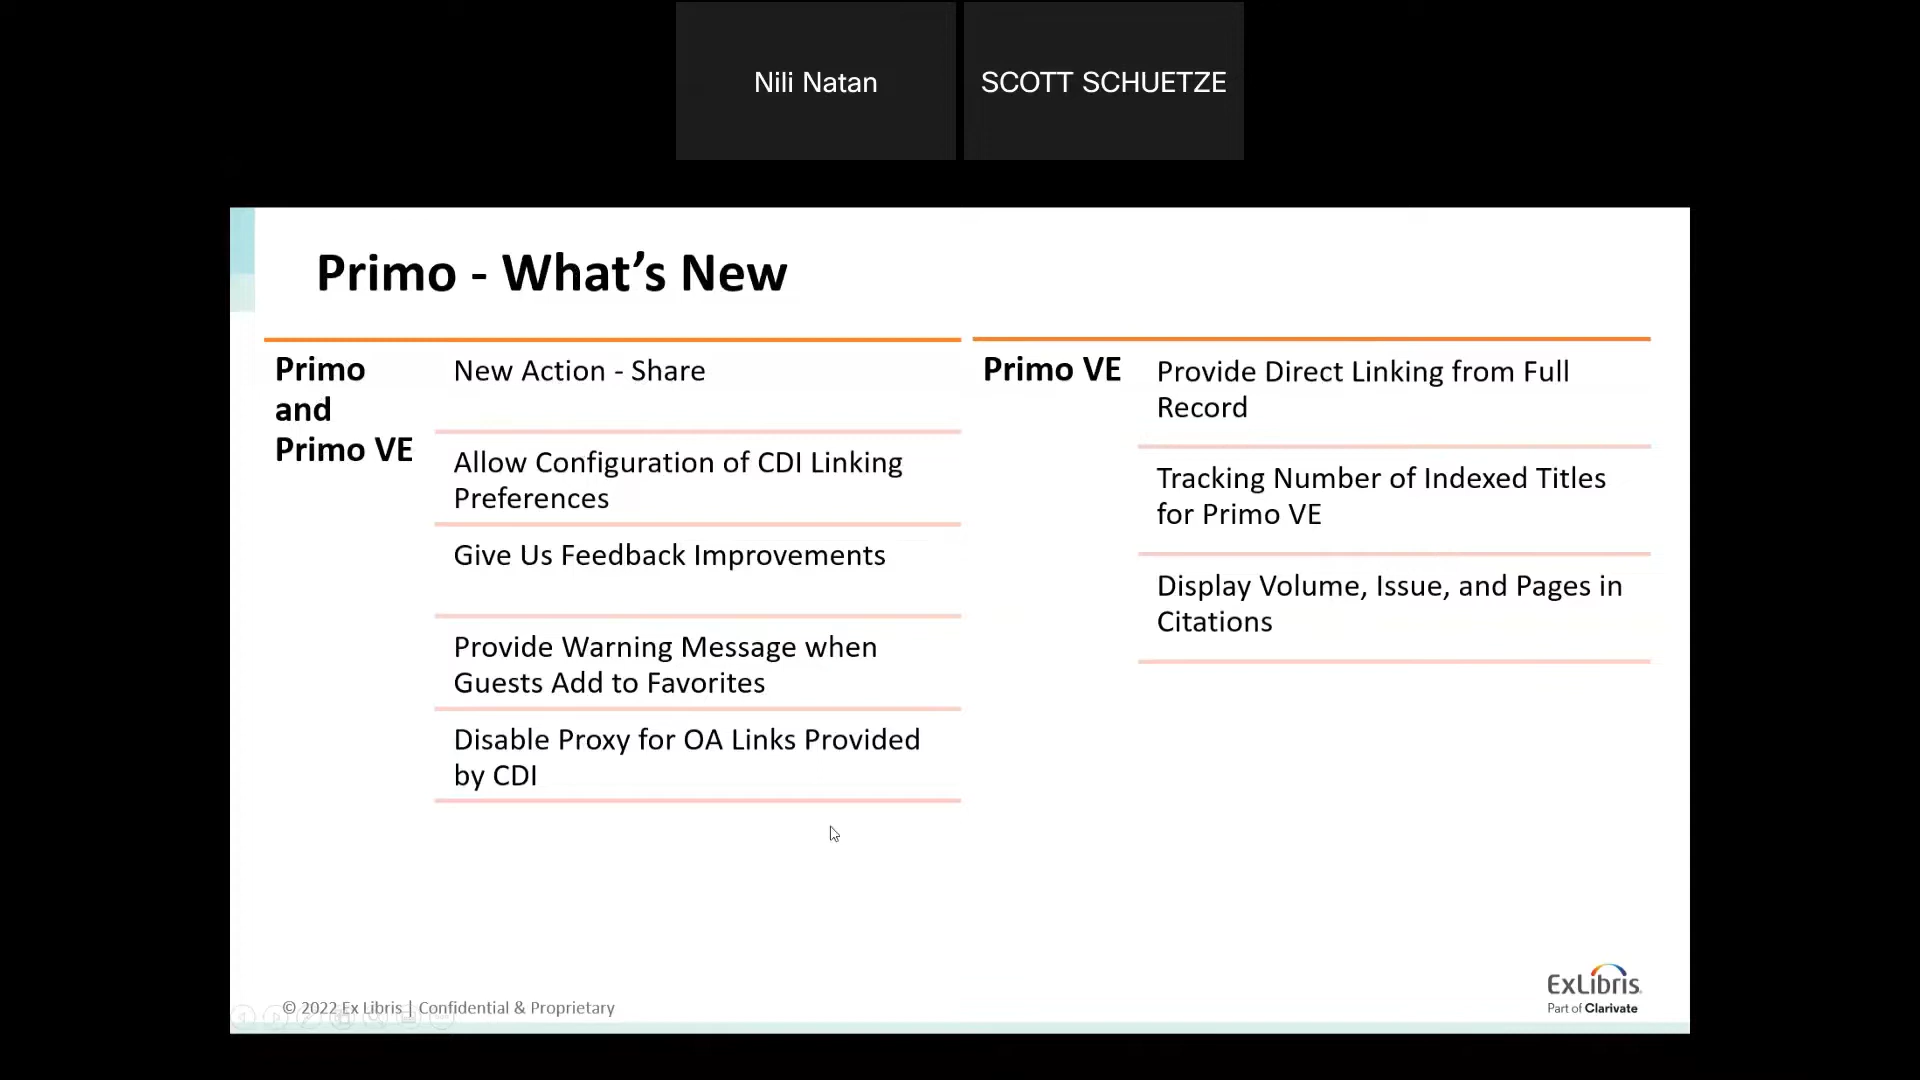 Nili Natan
SCOTT SCHUETZE
Primo - What’s New
Primo
and
Primo VE
New Action - Share
Allow Configuration of CDI Linking
Preferences
Give Us Feedback Improvements
Provide Warning Message when
Guests Add to Favorites
Disable Proxy for OA Links Provided
by CDI
Primo VE
Provide Direct Linking from Full
Record
Tracking Number of Indexed Titles
for Primo VE
Display Volume, Issue, and Pages in
Citations
© 2022 Ex Libris | Confidential & Proprietary
ExLibris
Part of Clarivate